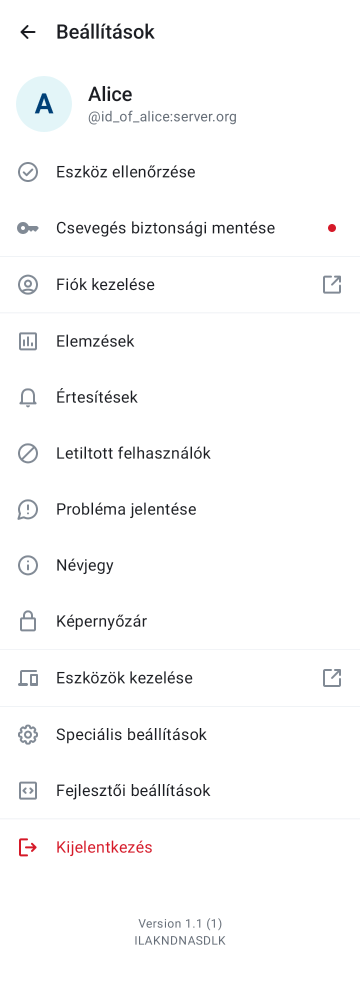 Beállítások
A
Alice
@id_of_alice:server.org
Eszköz ellenőrzése
Csevegés biztonsági mentése
Fiók kezelése
Elemzések
Értesítések
Letiltott felhasználók
Probléma jelentése
Névjegy
Képernyőzár
Eszközök kezelése
Speciális beállítások
Fejlesztői beállítások
Kijelentkezés
Version 1.1 (1)
ILAKNDNASDLK